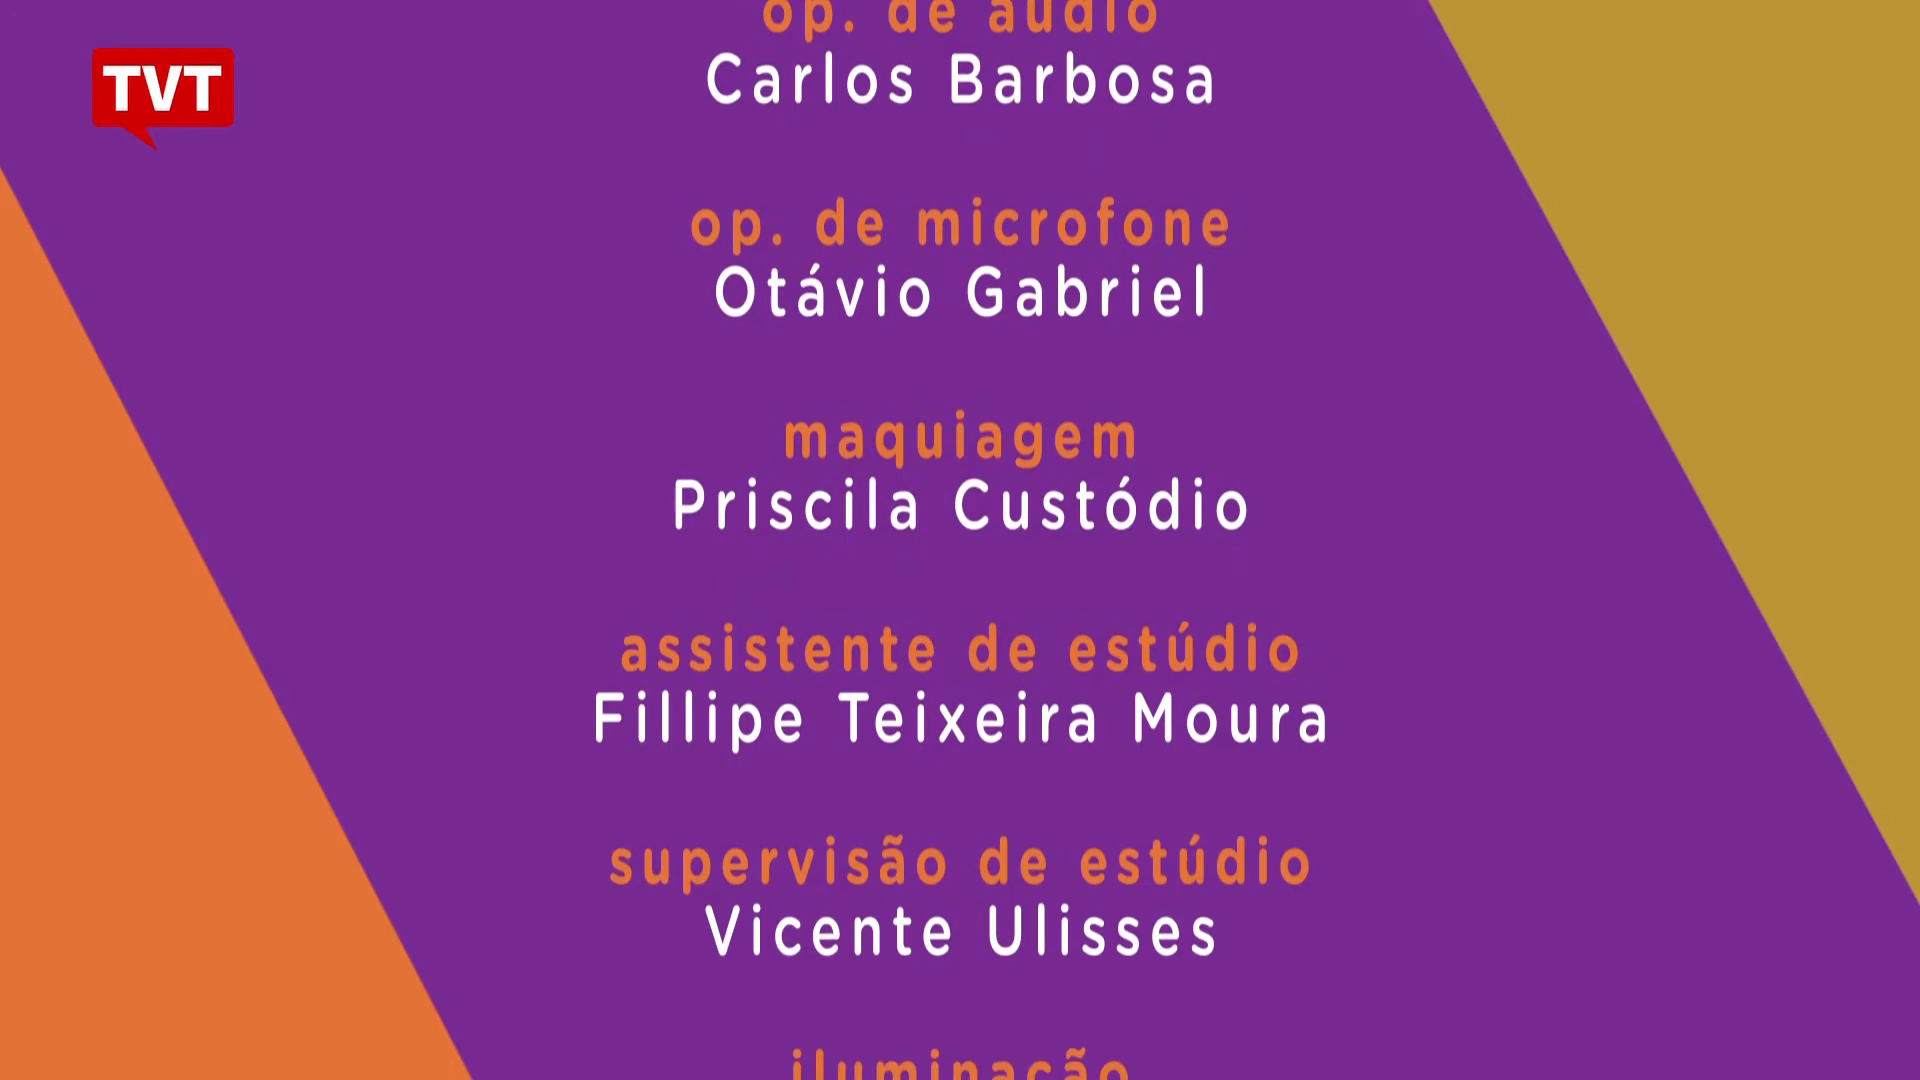 TVT
op. de áudio
Carlos Barbosa
op. de microfone
Otávio Gabriel
maquiagem
Priscila Custódio
assistente de estúdio
Fillipe Teixeira Moura
supervisão de estúdio
Vicente Ulisses
iluminação